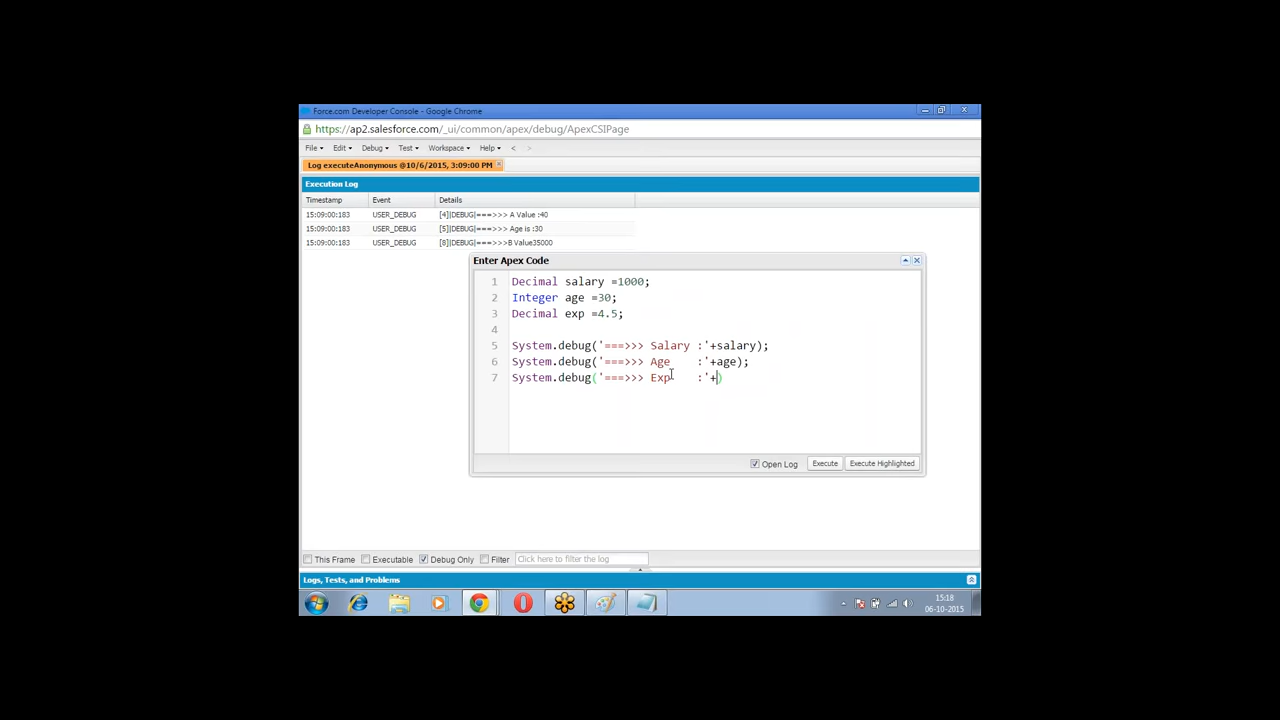 Force.com Developer Console - Google Chrome
https://ap2.salesforce.com/_ui/common/apex/debug/ApexCSIPage
File Edit Debug Test Workspace Help < >
Log executeAnonymous @10/6/2015, 3:09:00 PM
Execution Log
Timestamp Event Details
15:09:00:183 USER_DEBUG [4]|DEBUG|===>>> A Value :40
15:09:00:183 USER_DEBUG [5]|DEBUG|===>>> Age is :30
15:09:00:183 USER_DEBUG [8]|DEBUG|===>>>B Value35000
Enter Apex Code
1 Decimal salary =1000;
2 Integer age =30;
3 Decimal exp =4.5;
4
5 System.debug('===>>> Salary :'+salary);
6 System.debug('===>>> Age    :'+age);
7 System.debug('===>>> Exp    :'+)
Open Log Execute Execute Highlighted
This Frame Executable Debug Only Filter Click here to filter the log
Logs, Tests, and Problems
15:18
06-10-2015